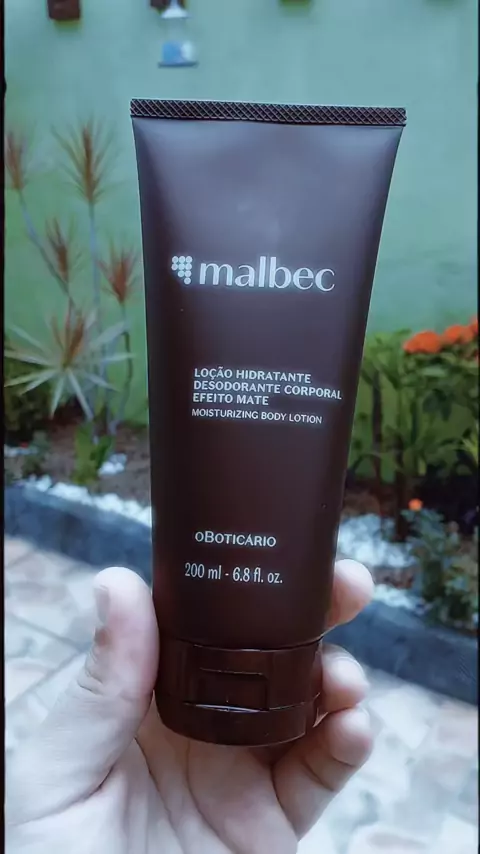 malbec
LOÇÃO HIDRATANTE
DESODORANTE CORPORAL
EFEITO MATE
MOISTURIZING BODY LOTION
oBOTICÁRIO
200 ml - 6.8 fl. oz.